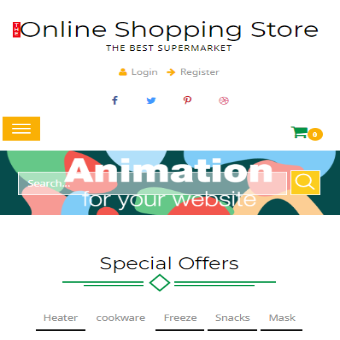 THE Online Shopping Store
THE BEST SUPERMARKET
Login Register
0
Animation
Search...
for your website
Special Offers
Heater cookware Freeze Snacks Mask